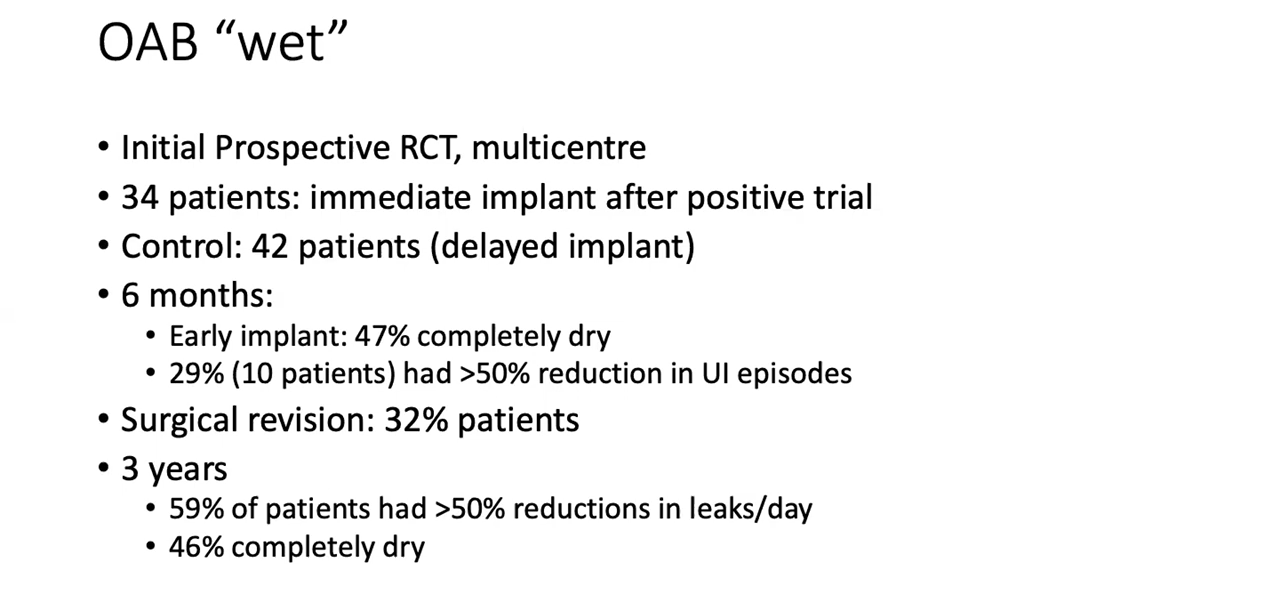 OAB “wet”
• Initial Prospective RCT, multicentre
• 34 patients: immediate implant after positive trial
• Control: 42 patients (delayed implant)
• 6 months:
• Early implant: 47% completely dry
• 29% (10 patients) had >50% reduction in UI episodes
• Surgical revision: 32% patients
• 3 years
• 59% of patients had >50% reductions in leaks/day
• 46% completely dry